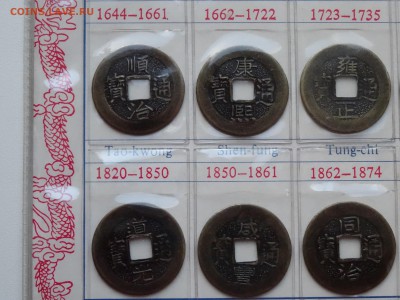 COINSLAVE.RU
1644—1661 1662—1722 1723—1735
順治通寶 康熙通寶 雍正通寶
Tao-kwong Shen-fung Tung-chi
1820—1850 1850—1861 1862—1874
道光通寶 咸豐通寶 同治通寶